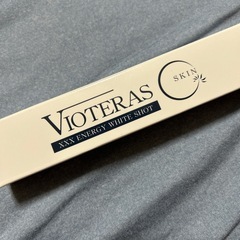 VIOTERAS
XXX ENERGY WHITE SHOT
C SKIN